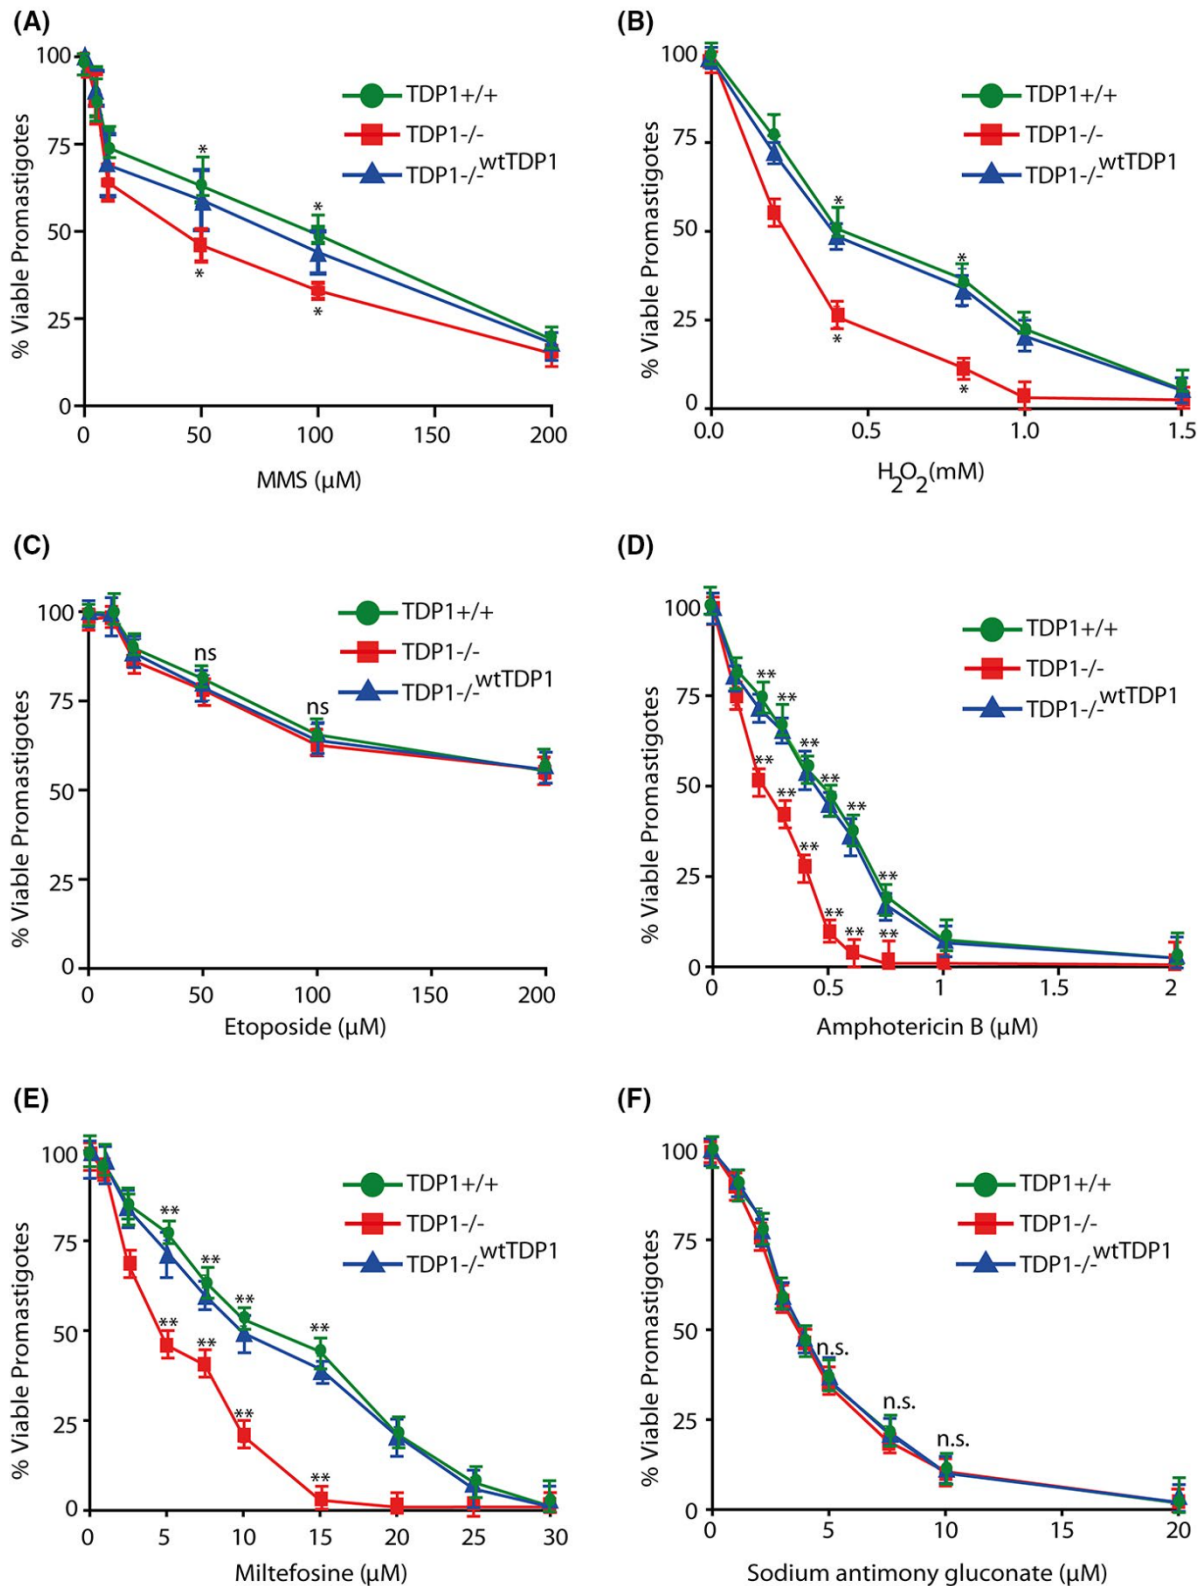 (A)
% Viable Promastigotes
100
75
50
25
0
TDP1+/+
TDP1-/-
TDP1-/-wtTDP1
*
*
*
*
0 50 100 150 200
MMS (μM)
(B)
% Viable Promastigotes
100
75
50
25
0
TDP1+/+
TDP1-/-
TDP1-/-wtTDP1
*
*
*
*
0.0 0.5 1.0 1.5
H2O2(mM)
(C)
% Viable Promastigotes
100
75
50
25
0
TDP1+/+
TDP1-/-
TDP1-/-wtTDP1
ns
ns
0 50 100 150 200
Etoposide (μM)
(D)
% Viable Promastigotes
100
75
50
25
0
TDP1+/+
TDP1-/-
TDP1-/-wtTDP1
**
**
**
**
**
**
**
**
**
**
**
**
0 0.5 1 1.5 2
Amphotericin B (μM)
(E)
% Viable Promastigotes
100
75
50
25
0
TDP1+/+
TDP1-/-
TDP1-/-wtTDP1
**
**
**
**
**
**
**
**
0 5 10 15 20 25 30
Miltefosine (μM)
(F)
% Viable Promastigotes
100
75
50
25
0
TDP1+/+
TDP1-/-
TDP1-/-wtTDP1
n.s.
n.s.
n.s.
0 5 10 15 20
Sodium antimony gluconate (μM)